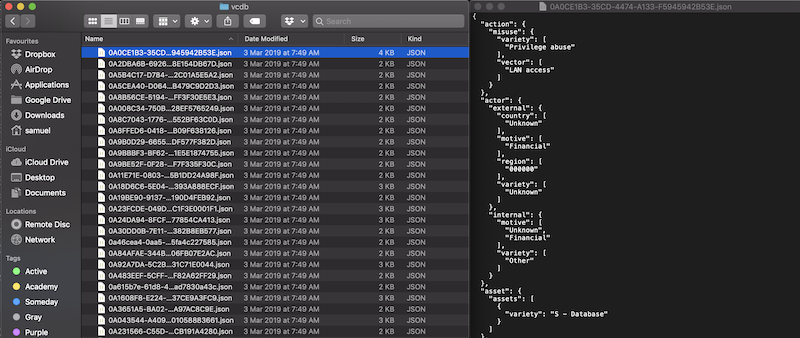 vcdb
Search
Favourites
Dropbox
AirDrop
Applications
Google Drive
Downloads
samuel
iCloud
iCloud Drive
Desktop
Documents
Locations
Remote Disc
Network
Tags
Active
Academy
Someday
Gray
Purple
Name Date Modified Size Kind
0A0CE1B3-35CD...945942B53E.json 3 Mar 2019 at 7:49 AM 4 KB JSON
0A2DBA6B-6926...8E154DB67D.json 3 Mar 2019 at 7:49 AM 2 KB JSON
0A5B4C17-D784-...2C01A5E5A2.json 3 Mar 2019 at 7:49 AM 2 KB JSON
0A5CEA40-D064...B479C9D2D3.json 3 Mar 2019 at 7:49 AM 2 KB JSON
0A8B56CE-5194-...FF3F30E5E3.json 3 Mar 2019 at 7:49 AM 2 KB JSON
0A008C34-750B...28EF5765249.json 3 Mar 2019 at 7:49 AM 2 KB JSON
0A8C7043-1776-...552BF63C0D.json 3 Mar 2019 at 7:49 AM 2 KB JSON
0A8FFED6-0418-...B09F638126.json 3 Mar 2019 at 7:49 AM 2 KB JSON
0A9B0D29-6655...DF577F382D.json 3 Mar 2019 at 7:49 AM 2 KB JSON
0A9BBBF3-BF62-...1E5E1874755.json 3 Mar 2019 at 7:49 AM 2 KB JSON
0A9BE52F-0F28-...F7F335F30C.json 3 Mar 2019 at 7:49 AM 2 KB JSON
0A11E71E-0803-...5B1DD24A98F.json 3 Mar 2019 at 7:49 AM 2 KB JSON
0A18D6C6-5E04-...393A888ECF.json 3 Mar 2019 at 7:49 AM 3 KB JSON
0A19BE90-9137-...190D4FEB92.json 3 Mar 2019 at 7:49 AM 2 KB JSON
0A23FCDE-049D...C1F3E0001F1.json 3 Mar 2019 at 7:49 AM 3 KB JSON
0A24DA94-8FCF...77B54CA413.json 3 Mar 2019 at 7:49 AM 3 KB JSON
0A30DD0B-7E11-...382B8EB577.json 3 Mar 2019 at 7:49 AM 2 KB JSON
0a46cea4-0aa5-...5fa4c227585.json 3 Mar 2019 at 7:49 AM 2 KB JSON
0A84AFAE-344B...06FB07E2AC.json 3 Mar 2019 at 7:49 AM 2 KB JSON
0A92A7DA-5C2B...31C71E0044.json 3 Mar 2019 at 7:49 AM 3 KB JSON
0A483EEF-5CFF-...F82A62FF29.json 3 Mar 2019 at 7:49 AM 2 KB JSON
0a615b7e-61d8-4...ad7830a43c.json 3 Mar 2019 at 7:49 AM 2 KB JSON
0A1608F8-E224-...37CE9A3FC9.json 3 Mar 2019 at 7:49 AM 3 KB JSON
0A3651A5-BA02-...A97AC8C9E.json 3 Mar 2019 at 7:49 AM 2 KB JSON
0A043544-A409...01058B83661.json 3 Mar 2019 at 7:49 AM 3 KB JSON
0A231566-C55D-...CB191A4280.json 3 Mar 2019 at 7:49 AM 2 KB JSON
0A0CE1B3-35CD-4474-A133-F5945942B53E.json
{
"action": {
"misuse": {
"variety": [
"Privilege abuse"
],
"vector": [
"LAN access"
]
}
},
"actor": {
"external": {
"country": [
"Unknown"
],
"motive": [
"Financial"
],
"region": [
"000000"
],
"variety": [
"Unknown"
]
},
"internal": {
"motive": [
"Unknown",
"Financial"
],
"variety": [
"Other"
]
}
},
"asset": {
"assets": [
{
"variety": "S - Database"
}
]